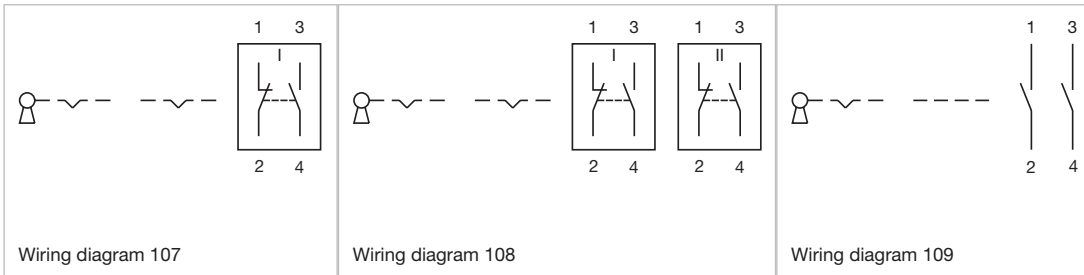 1 3
I
2 4
Wiring diagram 107
1 3 1 3
I II
2 4 2 4
Wiring diagram 108
1 3
2 4
Wiring diagram 109